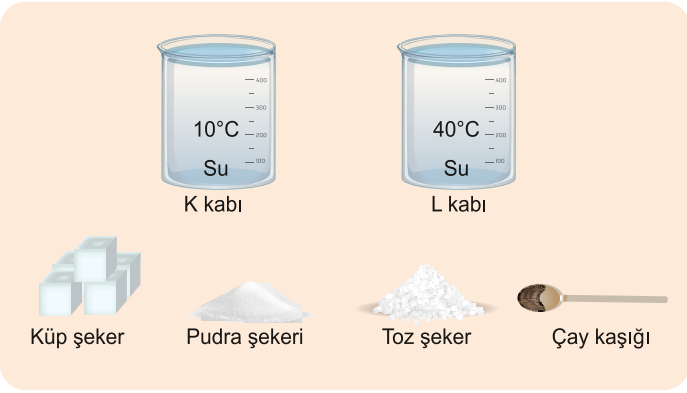 400
300
10°C
200
Su
100
K kabı
400
300
40°C
200
Su
100
L kabı
Küp şeker
Pudra şekeri
Toz şeker
Çay kaşığı